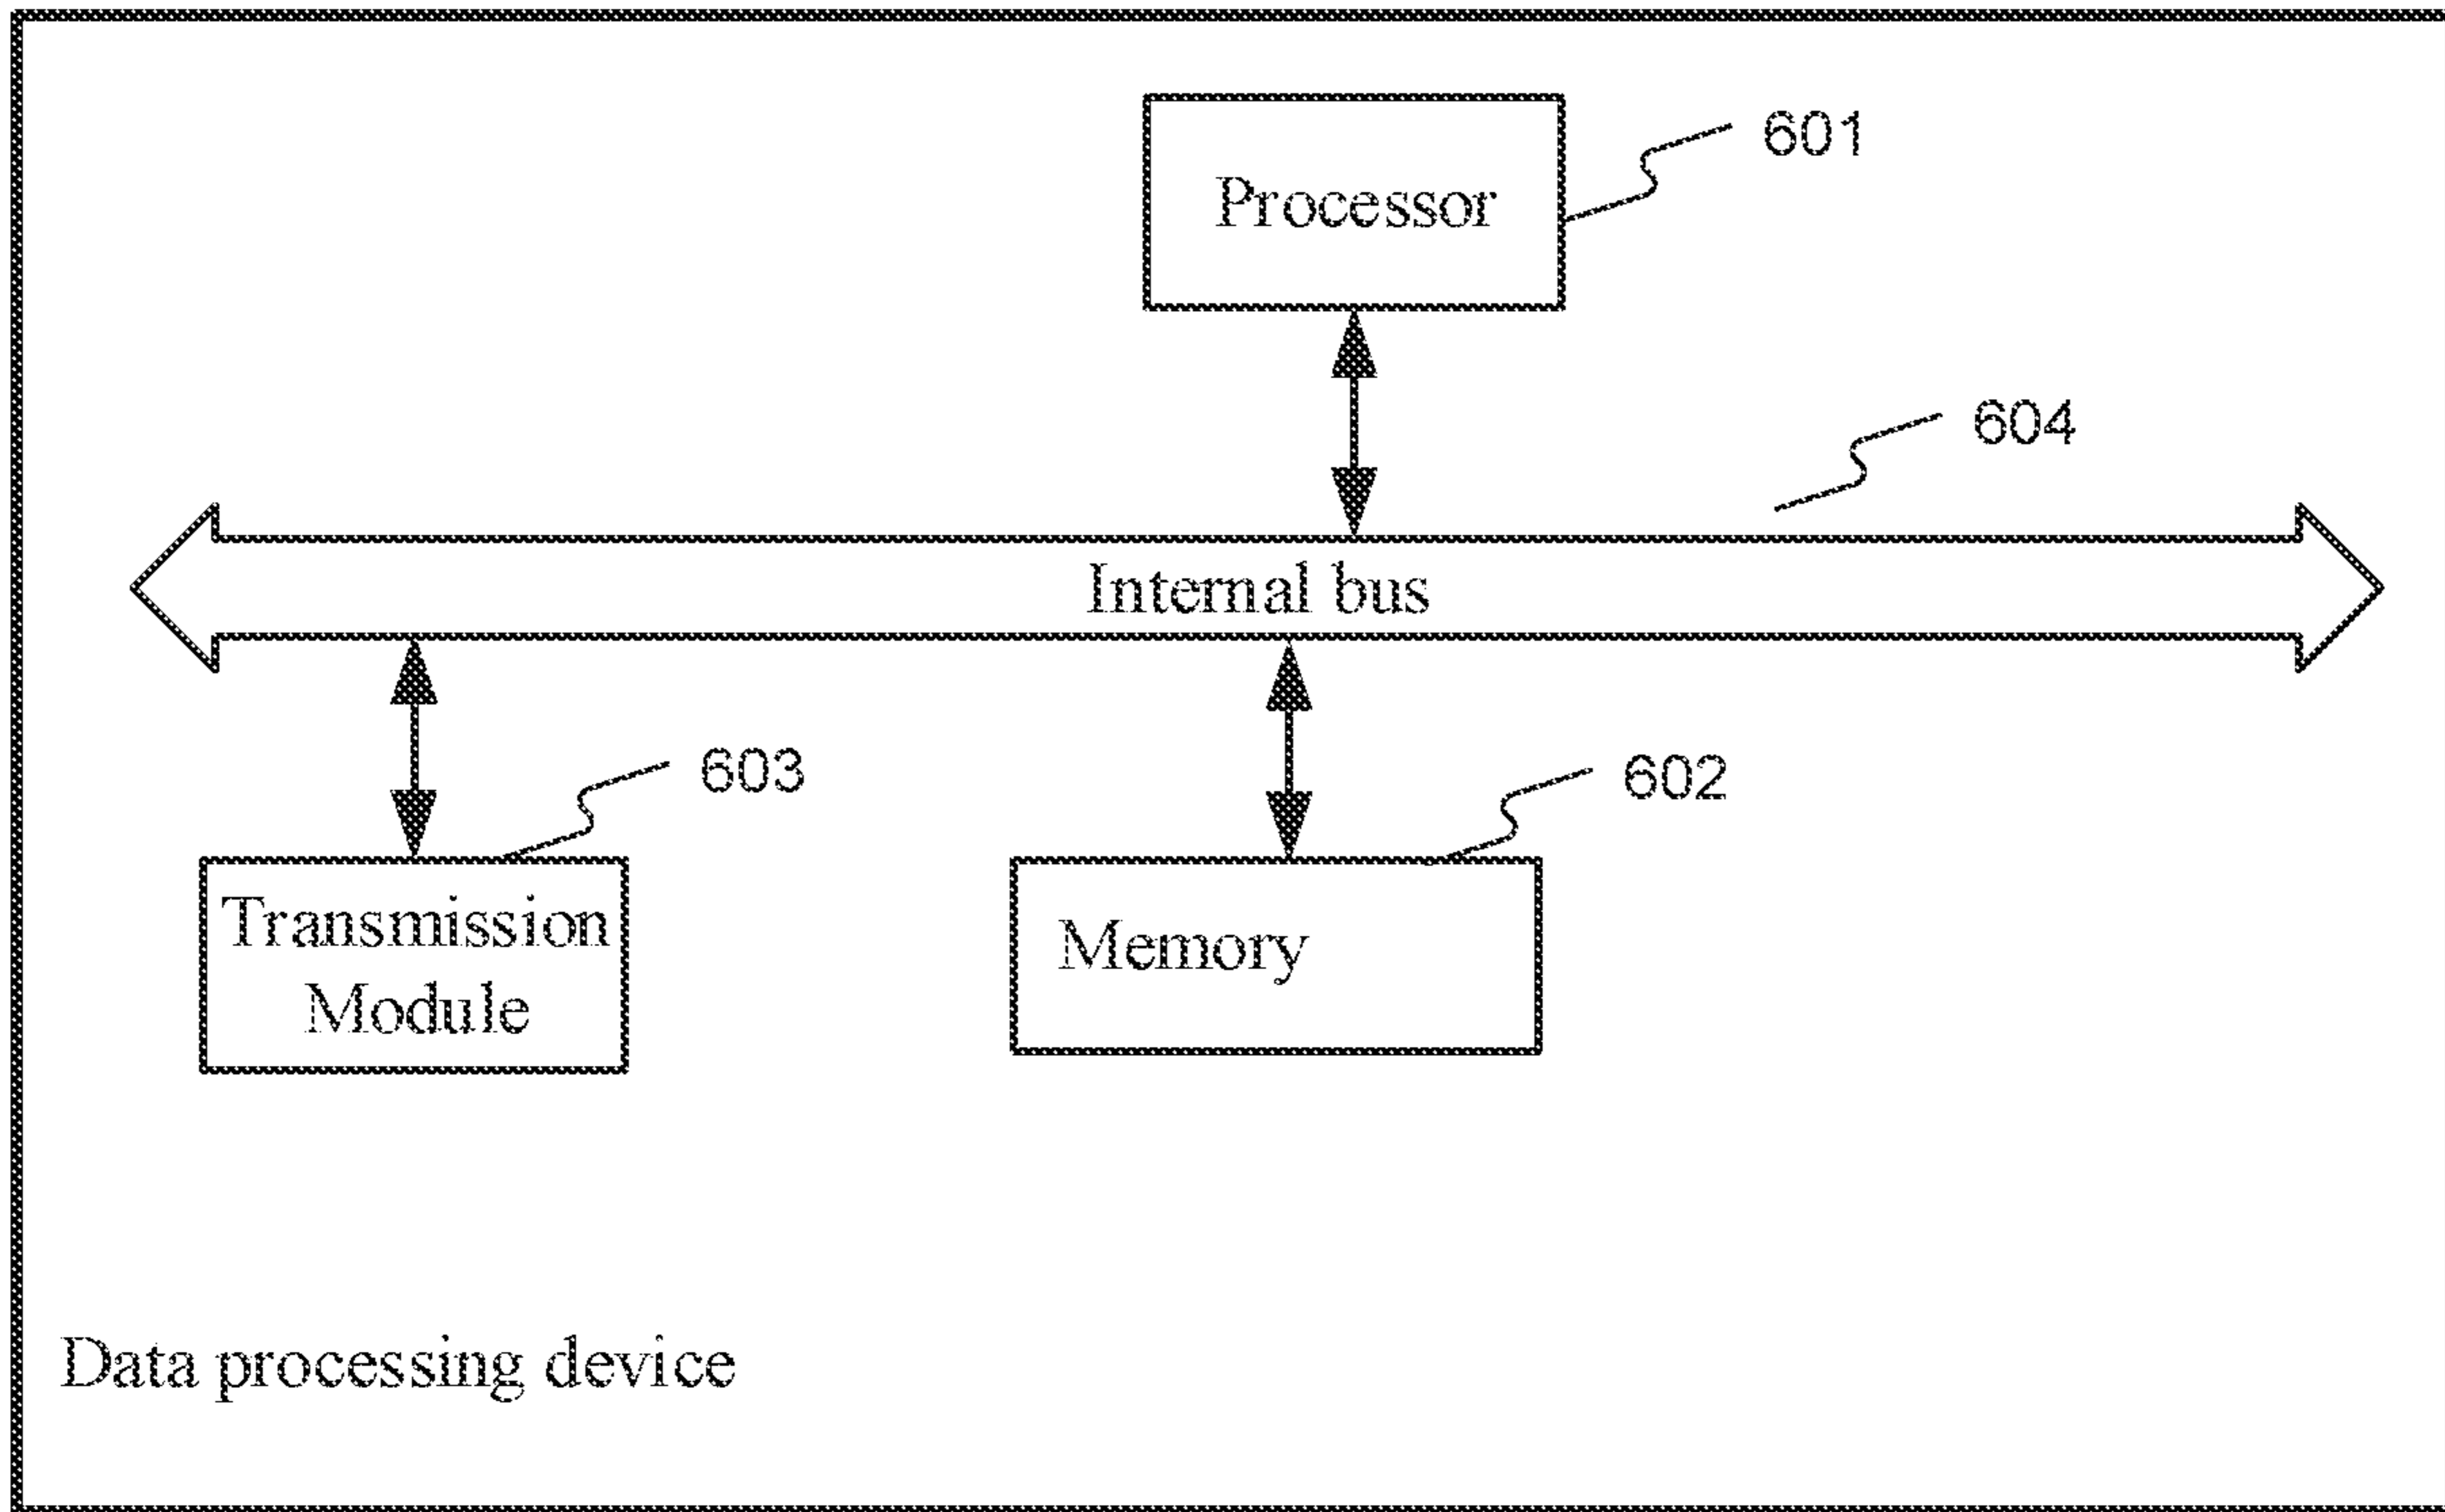 601
Processor
604
Internal bus
603
602
Transmission
Module
Memory
Data processing device